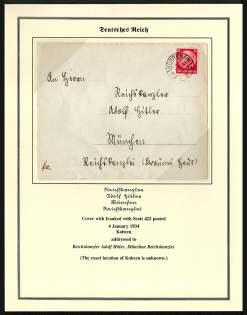 Deutsches Reich
An Herrn
Reichskanzler
Adolf Hitler
München
Reichskanzlei (Braunes Haus)
Reichskanzlei
Adolf Hitler
München
Reichskanzlei
Cover with franked with Scott 422 posted
4 January 1934
Kohren
addressed to
Reichskanzler Adolf Hitler, München Reichskanzlei.
(The exact location of Kohren is unknown.)